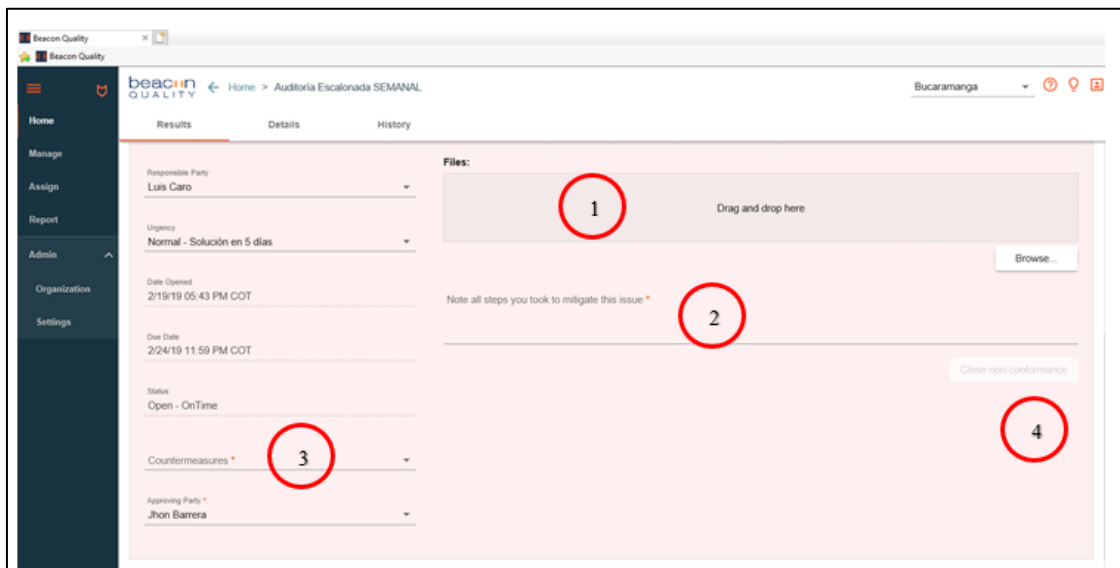 Beacon Quality
Beacon Quality
beacon QUALITY
← Home > Auditoría Escalonada SEMANAL
Bucaramanga
Home
Manage
Assign
Report
Admin
Organization
Settings
Results Details History
Responsible Party
Luis Caro
Urgency
Normal - Solución en 5 días
Date Opened
2/19/19 05:43 PM COT
Due Date
2/24/19 11:59 PM COT
Status
Open - OnTime
Countermeasures *
3
Approving Party *
Jhon Barrera
Files:
1
Drag and drop here
Browse...
Note all steps you took to mitigate this issue *
2
Close non-conformance
4